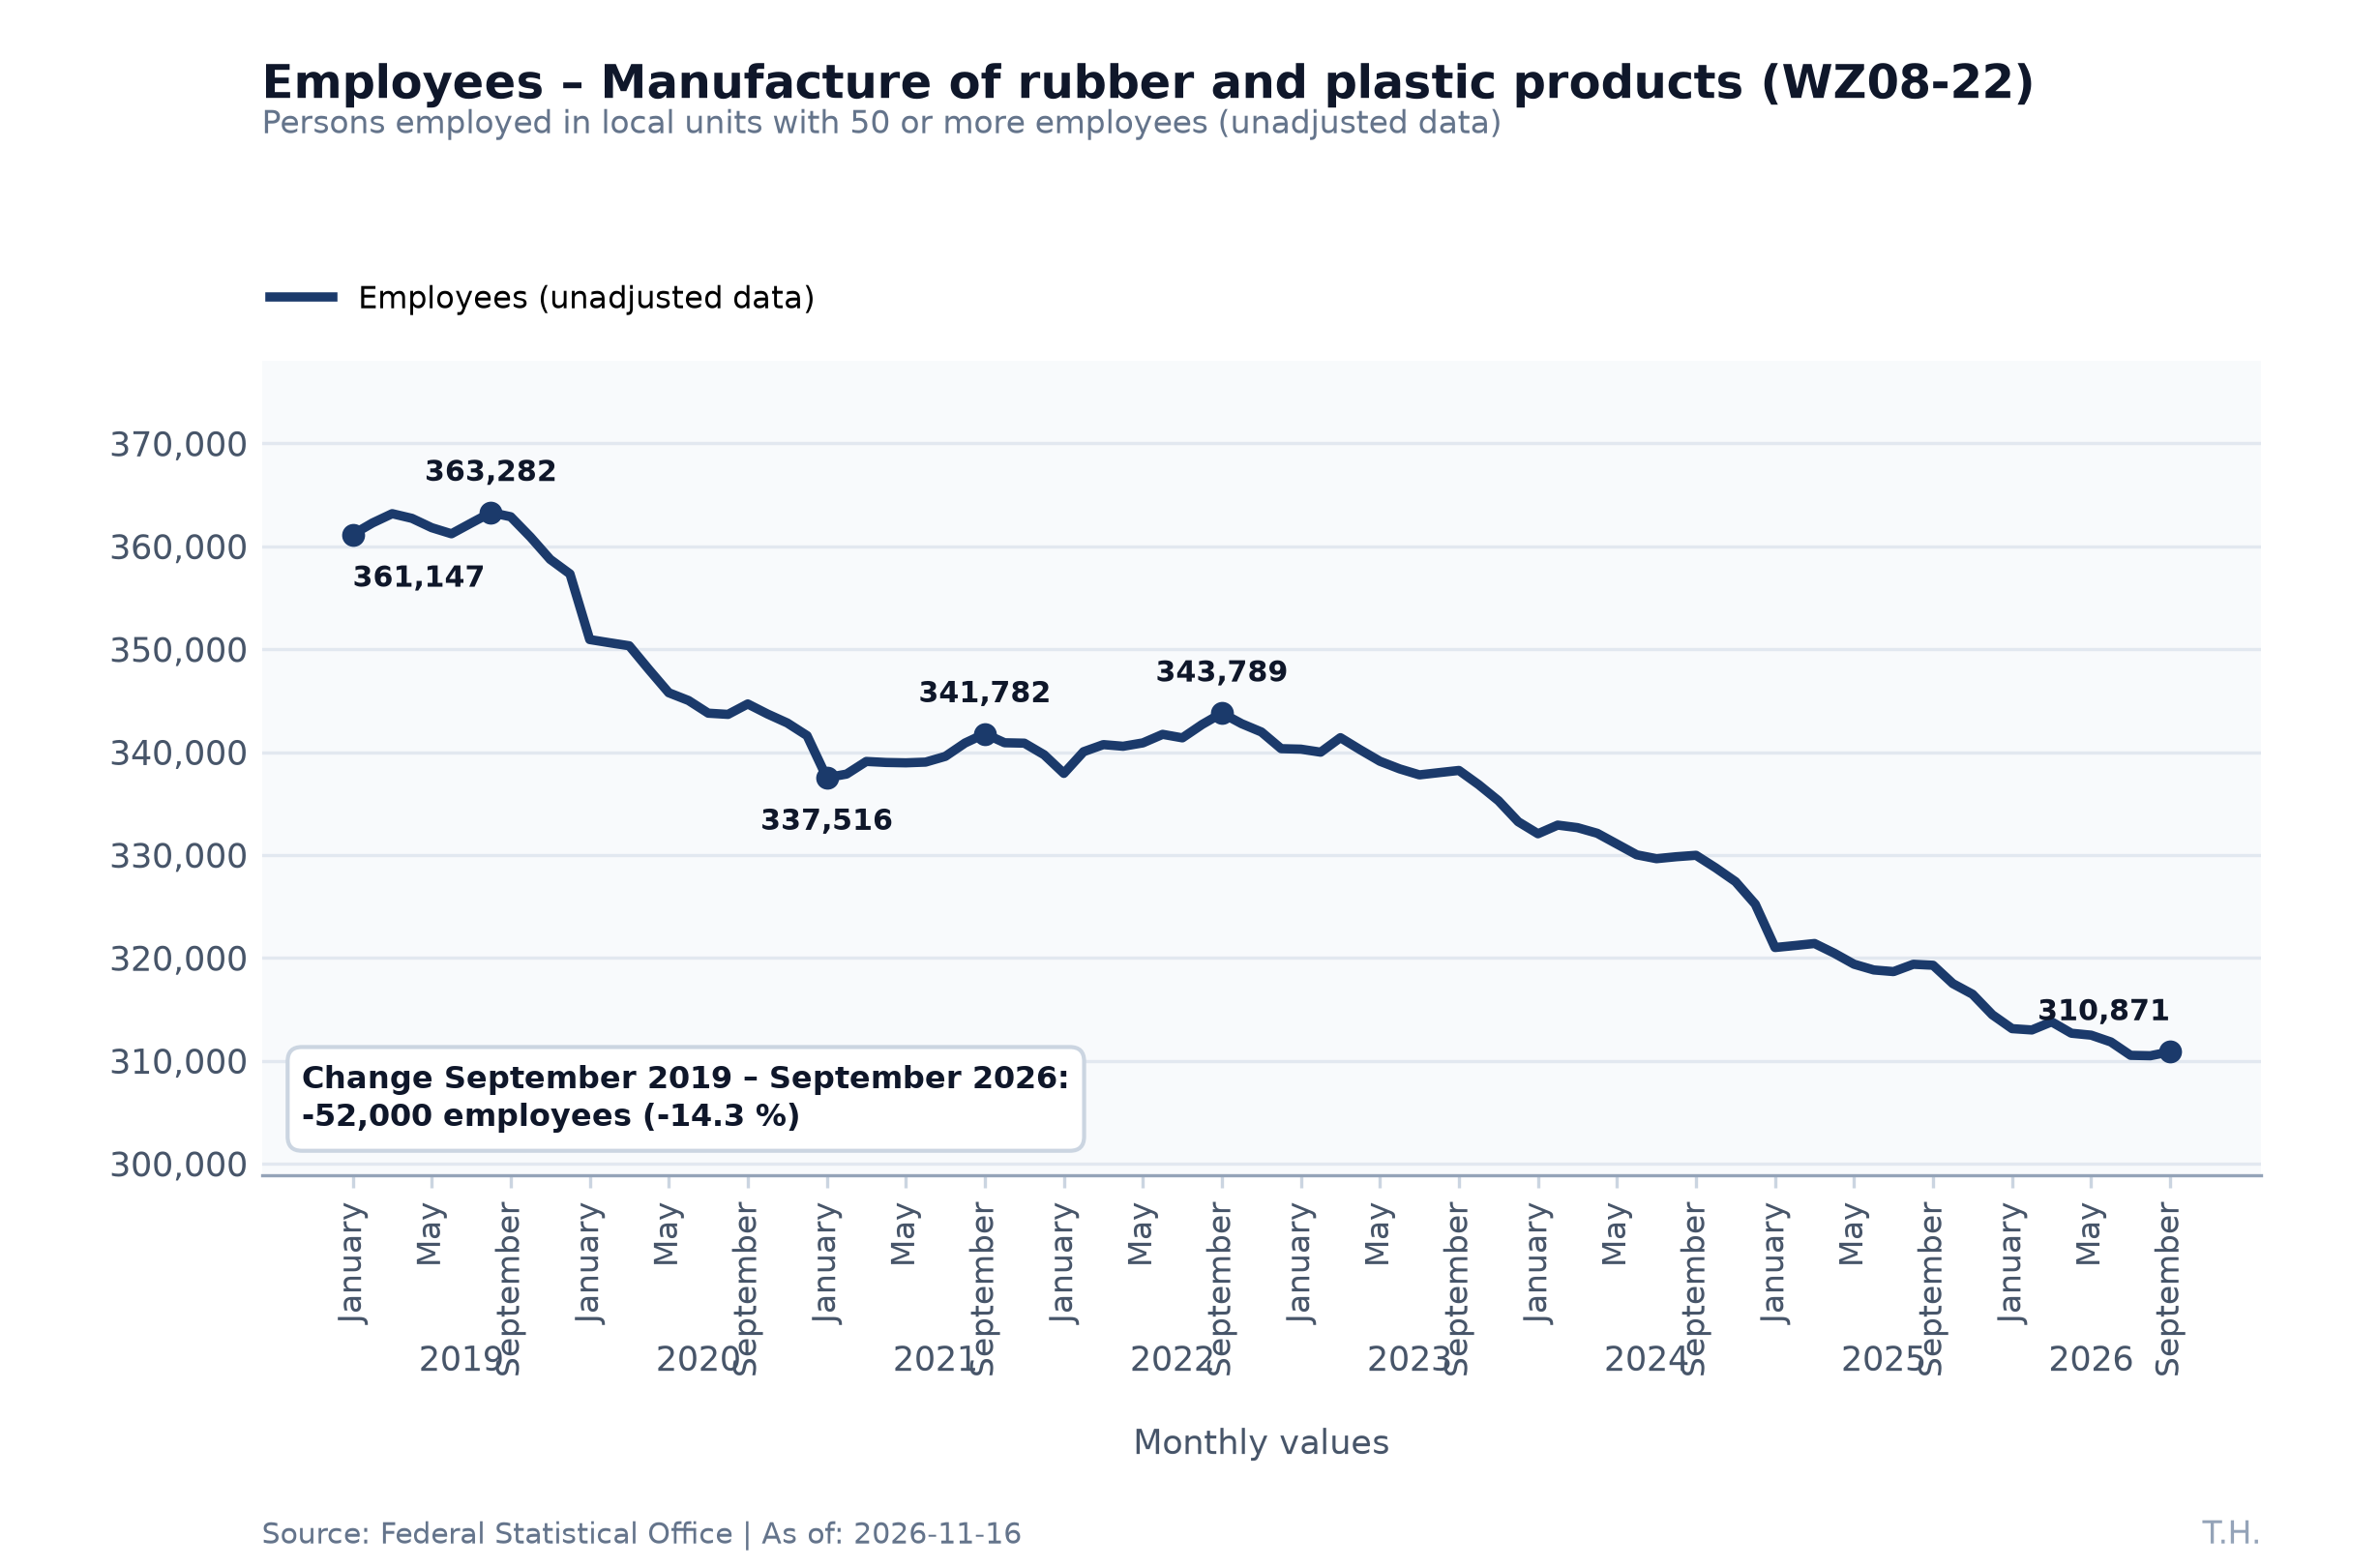 Employees – Manufacture of rubber and plastic products (WZ08-22)
Persons employed in local units with 50 or more employees (unadjusted data)
Employees (unadjusted data)
370,000
360,000
350,000
340,000
330,000
320,000
310,000
300,000
363,282
361,147
343,789
341,782
337,516
310,871
Change September 2019 – September 2026:
-52,000 employees (-14.3 %)
January
May
September
January
May
September
January
May
September
January
May
September
January
May
September
January
May
September
January
May
September
January
May
September
2019
2020
2021
2022
2023
2024
2025
2026
Monthly values
Source: Federal Statistical Office | As of: 2026-11-16
T.H.